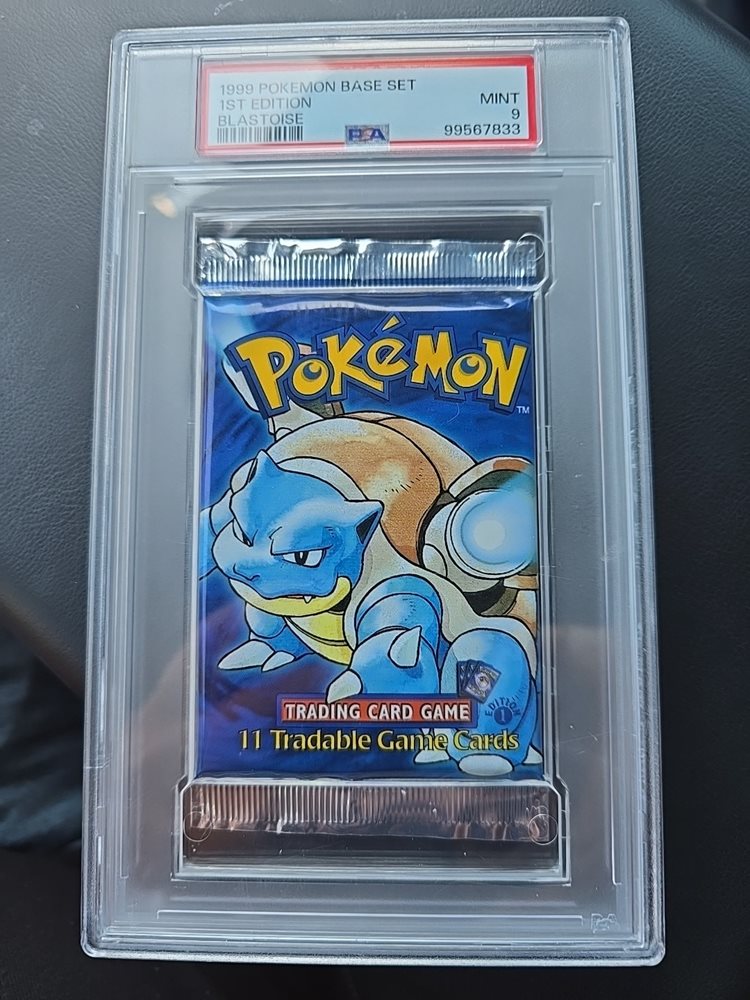 1999 POKEMON BASE SET
1ST EDITION
BLASTOISE
MINT
9
PSA
99567833
POKéMON
TM
TRADING CARD GAME
EDITION
1
11 Tradable Game Cards
PSA